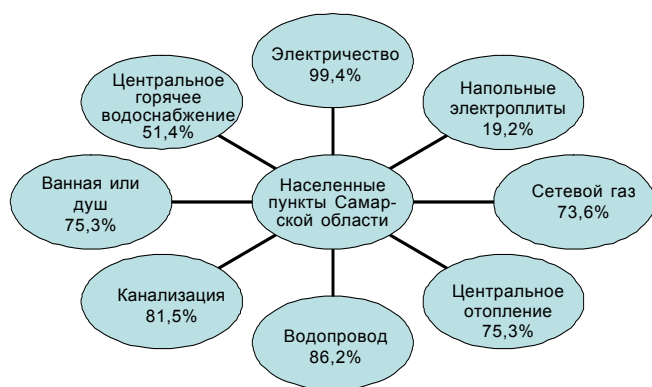 Электричество
99,4%
Центральное
горячее
водоснабжение
51,4%
Напольные
электроплиты
19,2%
Ванная или
душ
75,3%
Населенные
пункты Самар-
ской области
Сетевой газ
73,6%
Канализация
81,5%
Центральное
отопление
75,3%
Водопровод
86,2%